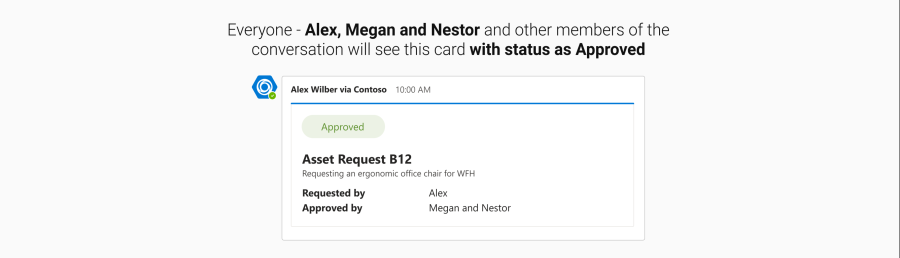 Everyone - Alex, Megan and Nestor and other members of the
conversation will see this card with status as Approved
Alex Wilber via Contoso 10:00 AM
Approved
Asset Request B12
Requesting an ergonomic office chair for WFH
Requested by Alex
Approved by Megan and Nestor